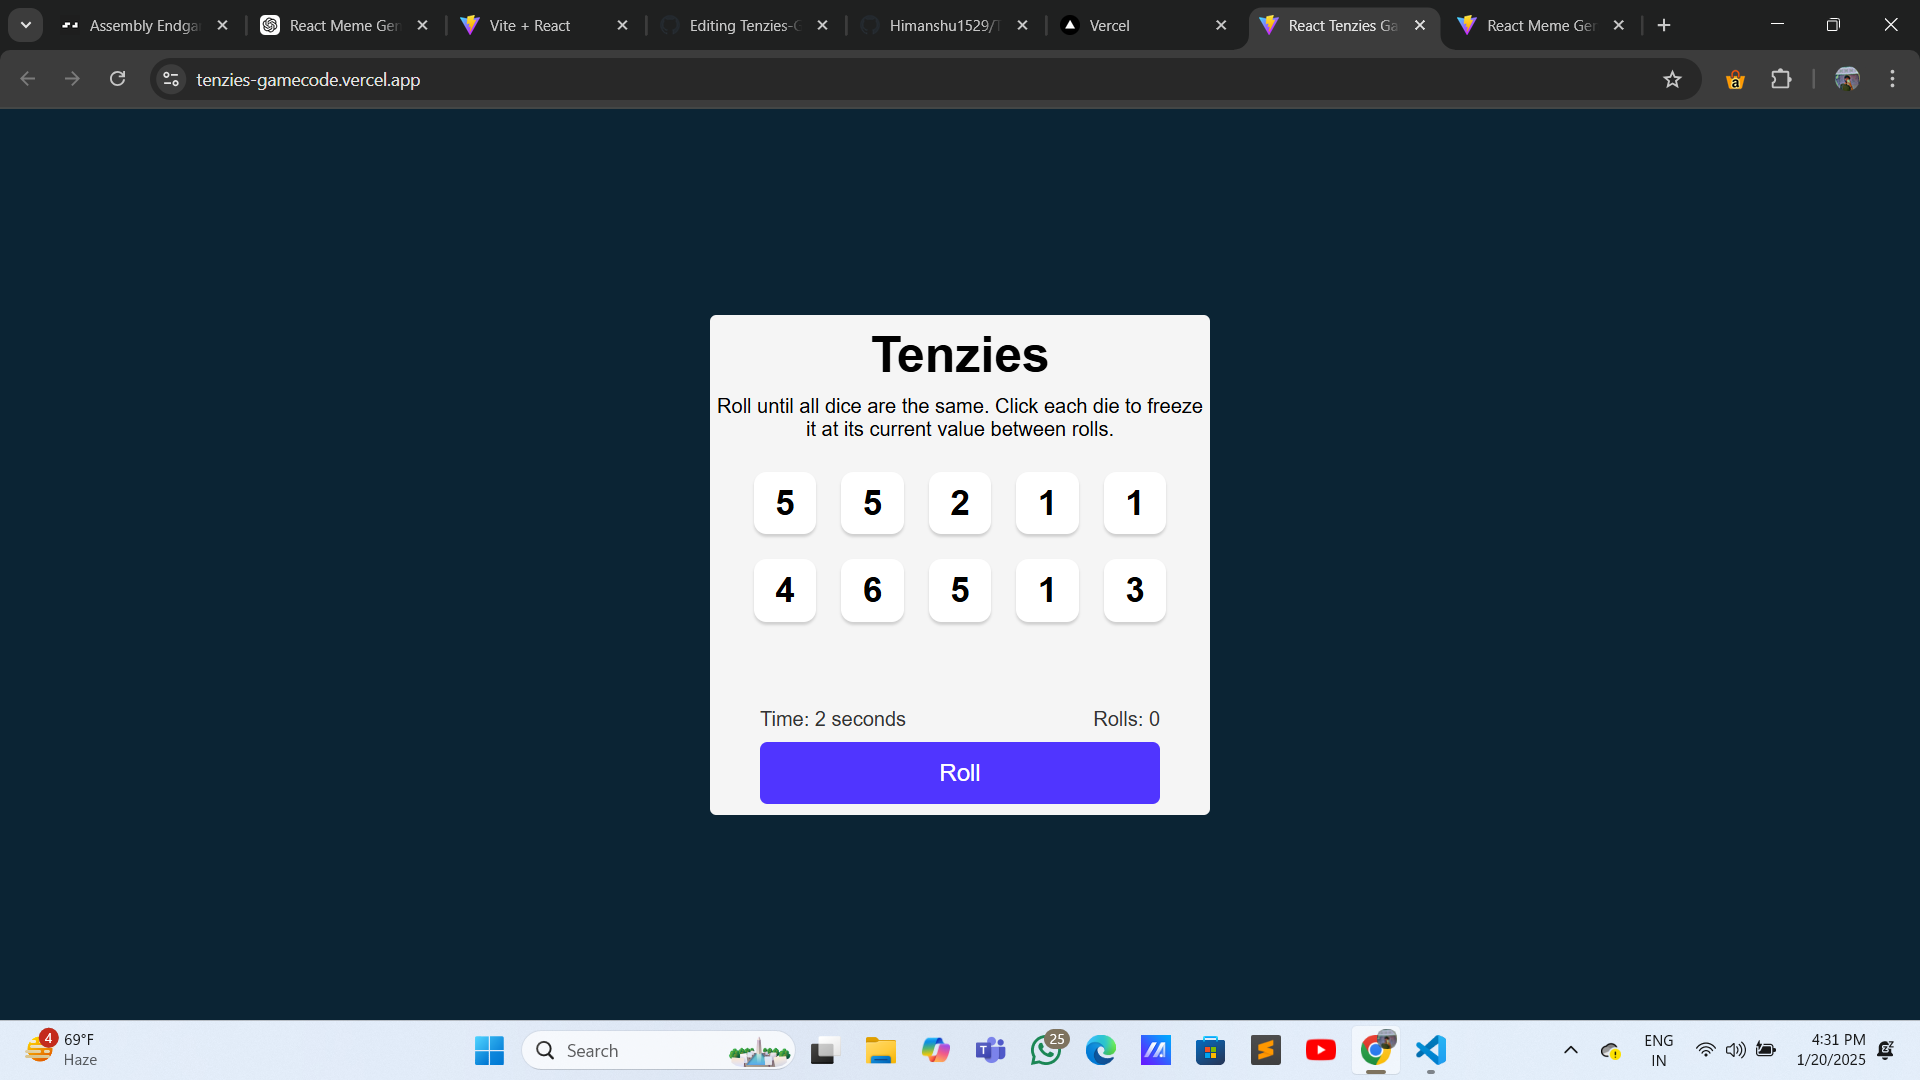 Assembly Endga
React Meme Gen
Vite + React
Editing Tenzies-G
Himanshu1529/T
Vercel
React Tenzies Ga
React Meme Gen
tenzies-gamecode.vercel.app
Tenzies
Roll until all dice are the same. Click each die to freeze
it at its current value between rolls.
5 5 2 1 1
4 6 5 1 3
Time: 2 seconds
Rolls: 0
Roll
4
69°F
Haze
Search
25
ENG
IN
4:31 PM
1/20/2025